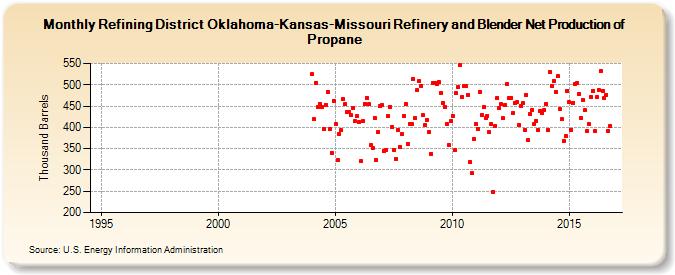 Monthly Refining District Oklahoma-Kansas-Missouri Refinery and Blender Net Production of
Propane
Thousand Barrels
550
500
450
400
350
300
250
200
1995 2000 2005 2010 2015
Source: U.S. Energy Information Administration